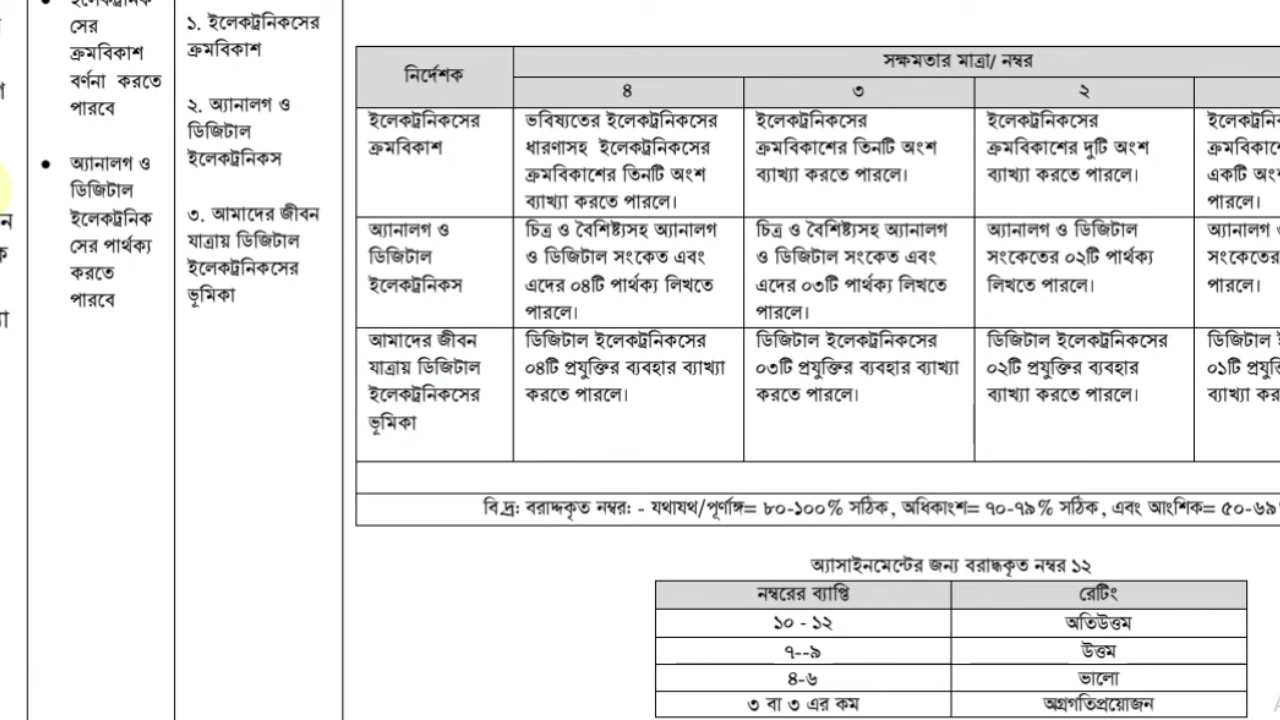 সের
ক্রমবিকাশ
বর্ণনা করতে
পারবে
অ্যানালগ ও
ডিজিটাল
ইলেকট্রনিক
সের পার্থক্য
করতে
পারবে
১. ইলেকট্রনিকসের
ক্রমবিকাশ
২. অ্যানালগ ও
ডিজিটাল
ইলেকট্রনিকস
৩. আমাদের জীবন
যাত্রায় ডিজিটাল
ইলেকট্রনিকসের
ভূমিকা
নির্দেশক
সক্ষমতার মাত্রা/ নম্বর
৪
৩
২
ইলেকট্রনিকসের
ক্রমবিকাশ
ভবিষ্যতের ইলেকট্রনিকসের
ধারণাসহ ইলেকট্রনিকসের
ক্রমবিকাশের তিনটি অংশ
ব্যাখা করতে পারলে।
ইলেকট্রনিকসের
ক্রমবিকাশের তিনটি অংশ
ব্যাখ্যা করতে পারলে।
ইলেকট্রনিকসের
ক্রমবিকাশের দুটি অংশ
ব্যাখ্যা করতে পারলে।
পারলে।
অ্যানালগ ও
ডিজিটাল
ইলেকট্রনিকস
চিত্র ও বৈশিষ্ট্যসহ অ্যানালগ
ও ডিজিটাল সংকেত এবং
এদের ০৪টি পার্থক্য লিখতে
পারলে।
চিত্র ও বৈশিষ্ট্যসহ অ্যানালগ
ও ডিজিটাল সংকেত এবং
এদের ০৩টি পার্থক্য লিখতে
পারলে।
অ্যানালগ ও ডিজিটাল
সংকেতের ০২টি পার্থক্য
লিখতে পারলে।
অ্যানালগ
সংকেতের
পারলে।
আমাদের জীবন
যাত্রায় ডিজিটাল
ইলেকট্রনিকসের
ভূমিকা
ডিজিটাল ইলেকট্রনিকসের
০৪টি প্রযুক্তির ব্যবহার ব্যাখ্যা
করতে পারলে।
ডিজিটাল ইলেকট্রনিকসের
০৩টি প্রযুক্তির ব্যবহার ব্যাখ্যা
করতে পারলে।
ডিজিটাল ইলেকট্রনিকসের
০২টি প্রযুক্তির ব্যবহার
ব্যাখ্যা করতে পারলে।
ডিজিটাল
০১টি
ব্যাখ্যা
বি.দ্র: বরাদ্দকৃত নম্বর: - যথাযথ/পূর্ণাঙ্গ= ৮০-১০০% সঠিক, অধিকাংশ= ৭০-৭৯% সঠিক, এবং আংশিক= ৫০-৬৯
অ্যাসাইনমেন্টের জন্য বরাদ্ধকৃত নম্বর ১২
নম্বরের ব্যাপ্তি
রেটিং
১০ - ১২
অতিউত্তম
৭--৯
উত্তম
৪-৬
ভালো
৩ বা ৩ এর কম
অগ্রগতিপ্রয়োজন